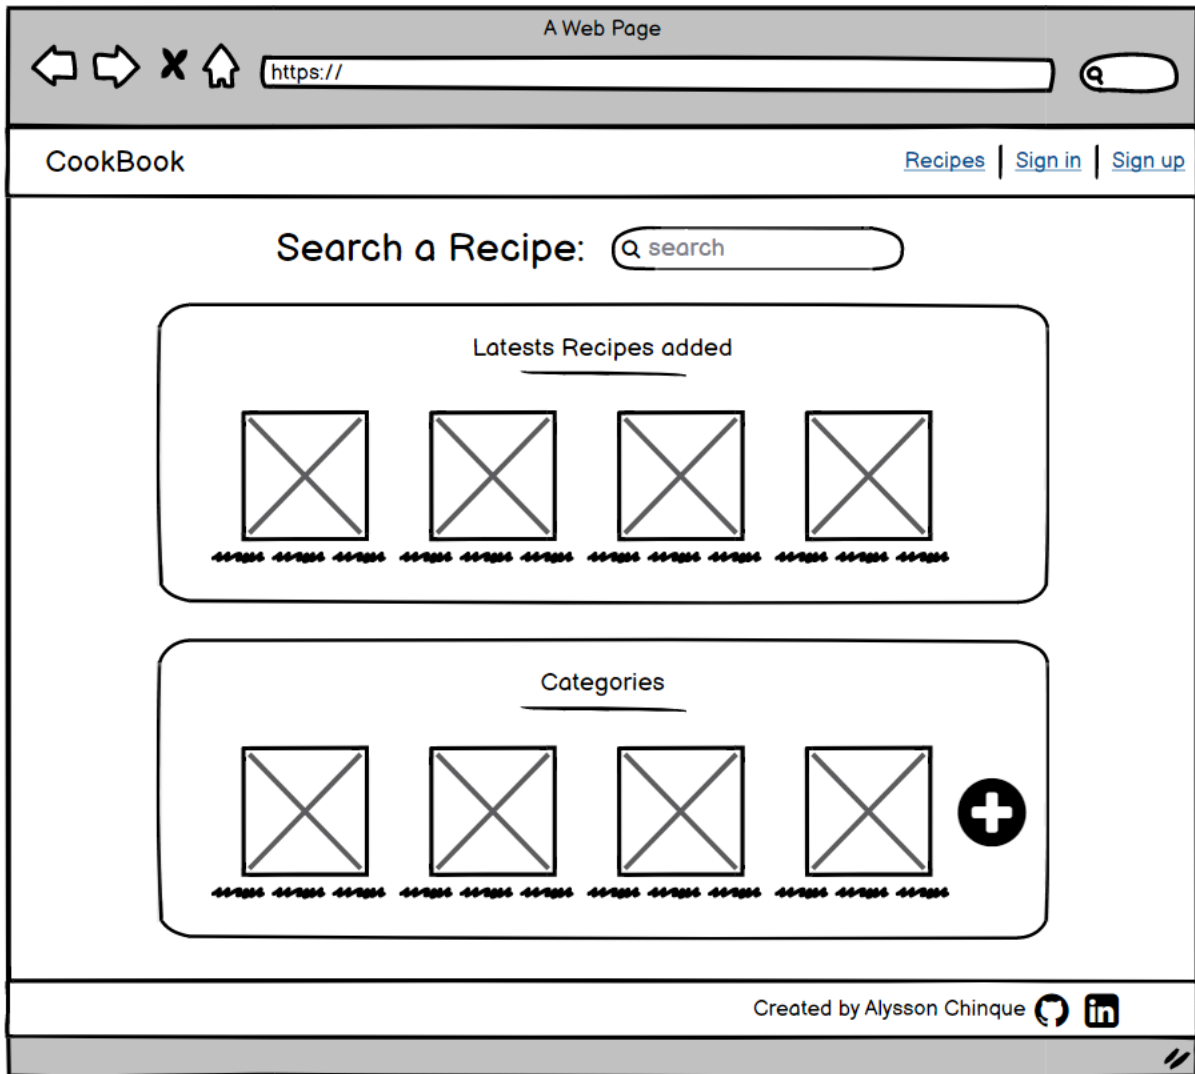 A Web Page
https://
CookBook
Recipes | Sign in | Sign up
Search a Recipe: search
Latests Recipes added
Categories
Created by Alysson Chinque in